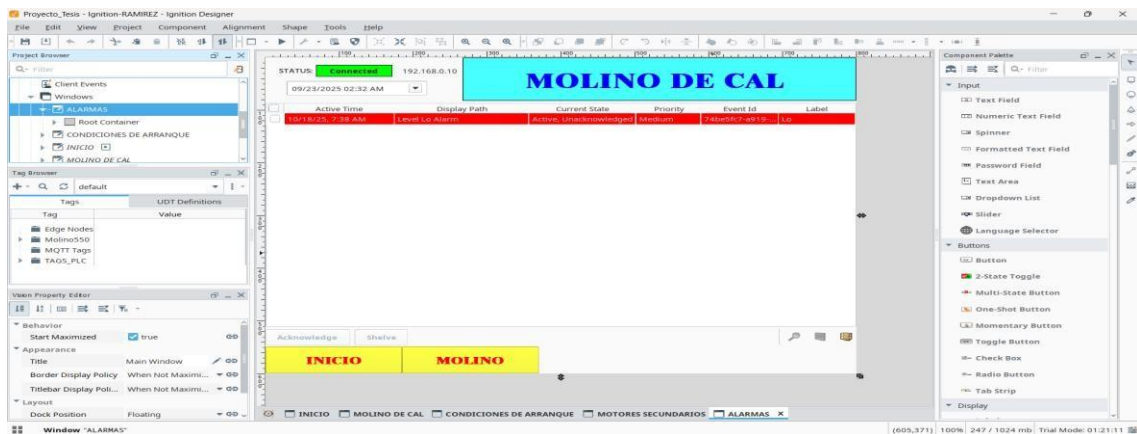 Proyecto_Tesis - Ignition-RAMIREZ - Ignition Designer
File Edit View Project Component Alignment Shape Tools Help
Project Browser
Filter
Client Events
Windows
ALARMAS
Root Container
CONDICIONES DE ARRANQUE
INICIO
MOLINO DE CAL
Tag Browser
default
Tags UDT Definitions
Tag Value
Edge Nodes
Molino550
MQTT Tags
TAGS_PLC
Vision Property Editor
Behavior
Start Maximized true
Appearance
Title Main Window
Border Display Policy When Not Maximi...
Titlebar Display Poli... When Not Maximi...
Layout
Dock Position Floating
STATUS: Connected 192.168.0.10
MOLINO DE CAL
09/23/2025 02:32 AM
Active Time Display Path Current State Priority Event Id Label
10/18/25, 7:38 AM Level Lo Alarm Active, Unacknowledged Medium 74be5fc7-a919-... Lo
Acknowledge Shelve
INICIO MOLINO
INICIO MOLINO DE CAL CONDICIONES DE ARRANQUE MOTORES SECUNDARIOS ALARMAS
Component Palette
Filter
Input
Text Field
Numeric Text Field
Spinner
Formatted Text Field
Password Field
Text Area
Dropdown List
Slider
Language Selector
Buttons
Button
2-State Toggle
Multi-State Button
One-Shot Button
Momentary Button
Toggle Button
Check Box
Radio Button
Tab Strip
Display
Window "ALARMAS" (605,371) 100% 247 / 1024 mb Trial Mode: 01:21:11